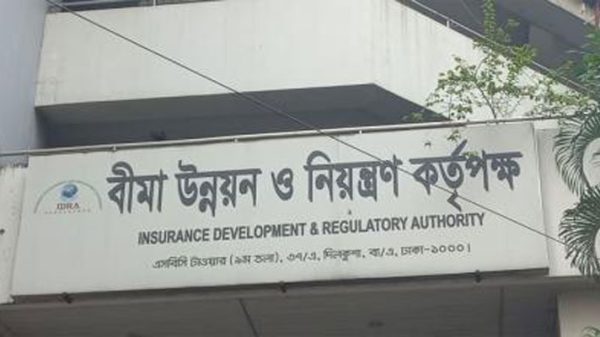 বীমা উন্নয়ন ও নিয়ন্ত্রণ কর্তৃপক্ষ
IDRA
INSURANCE DEVELOPMENT & REGULATORY AUTHORITY
এসবিসি টাওয়ার (৯ম তলা), ৩৭/এ, দিলকুশা, বা/এ, ঢাকা-১০০০।